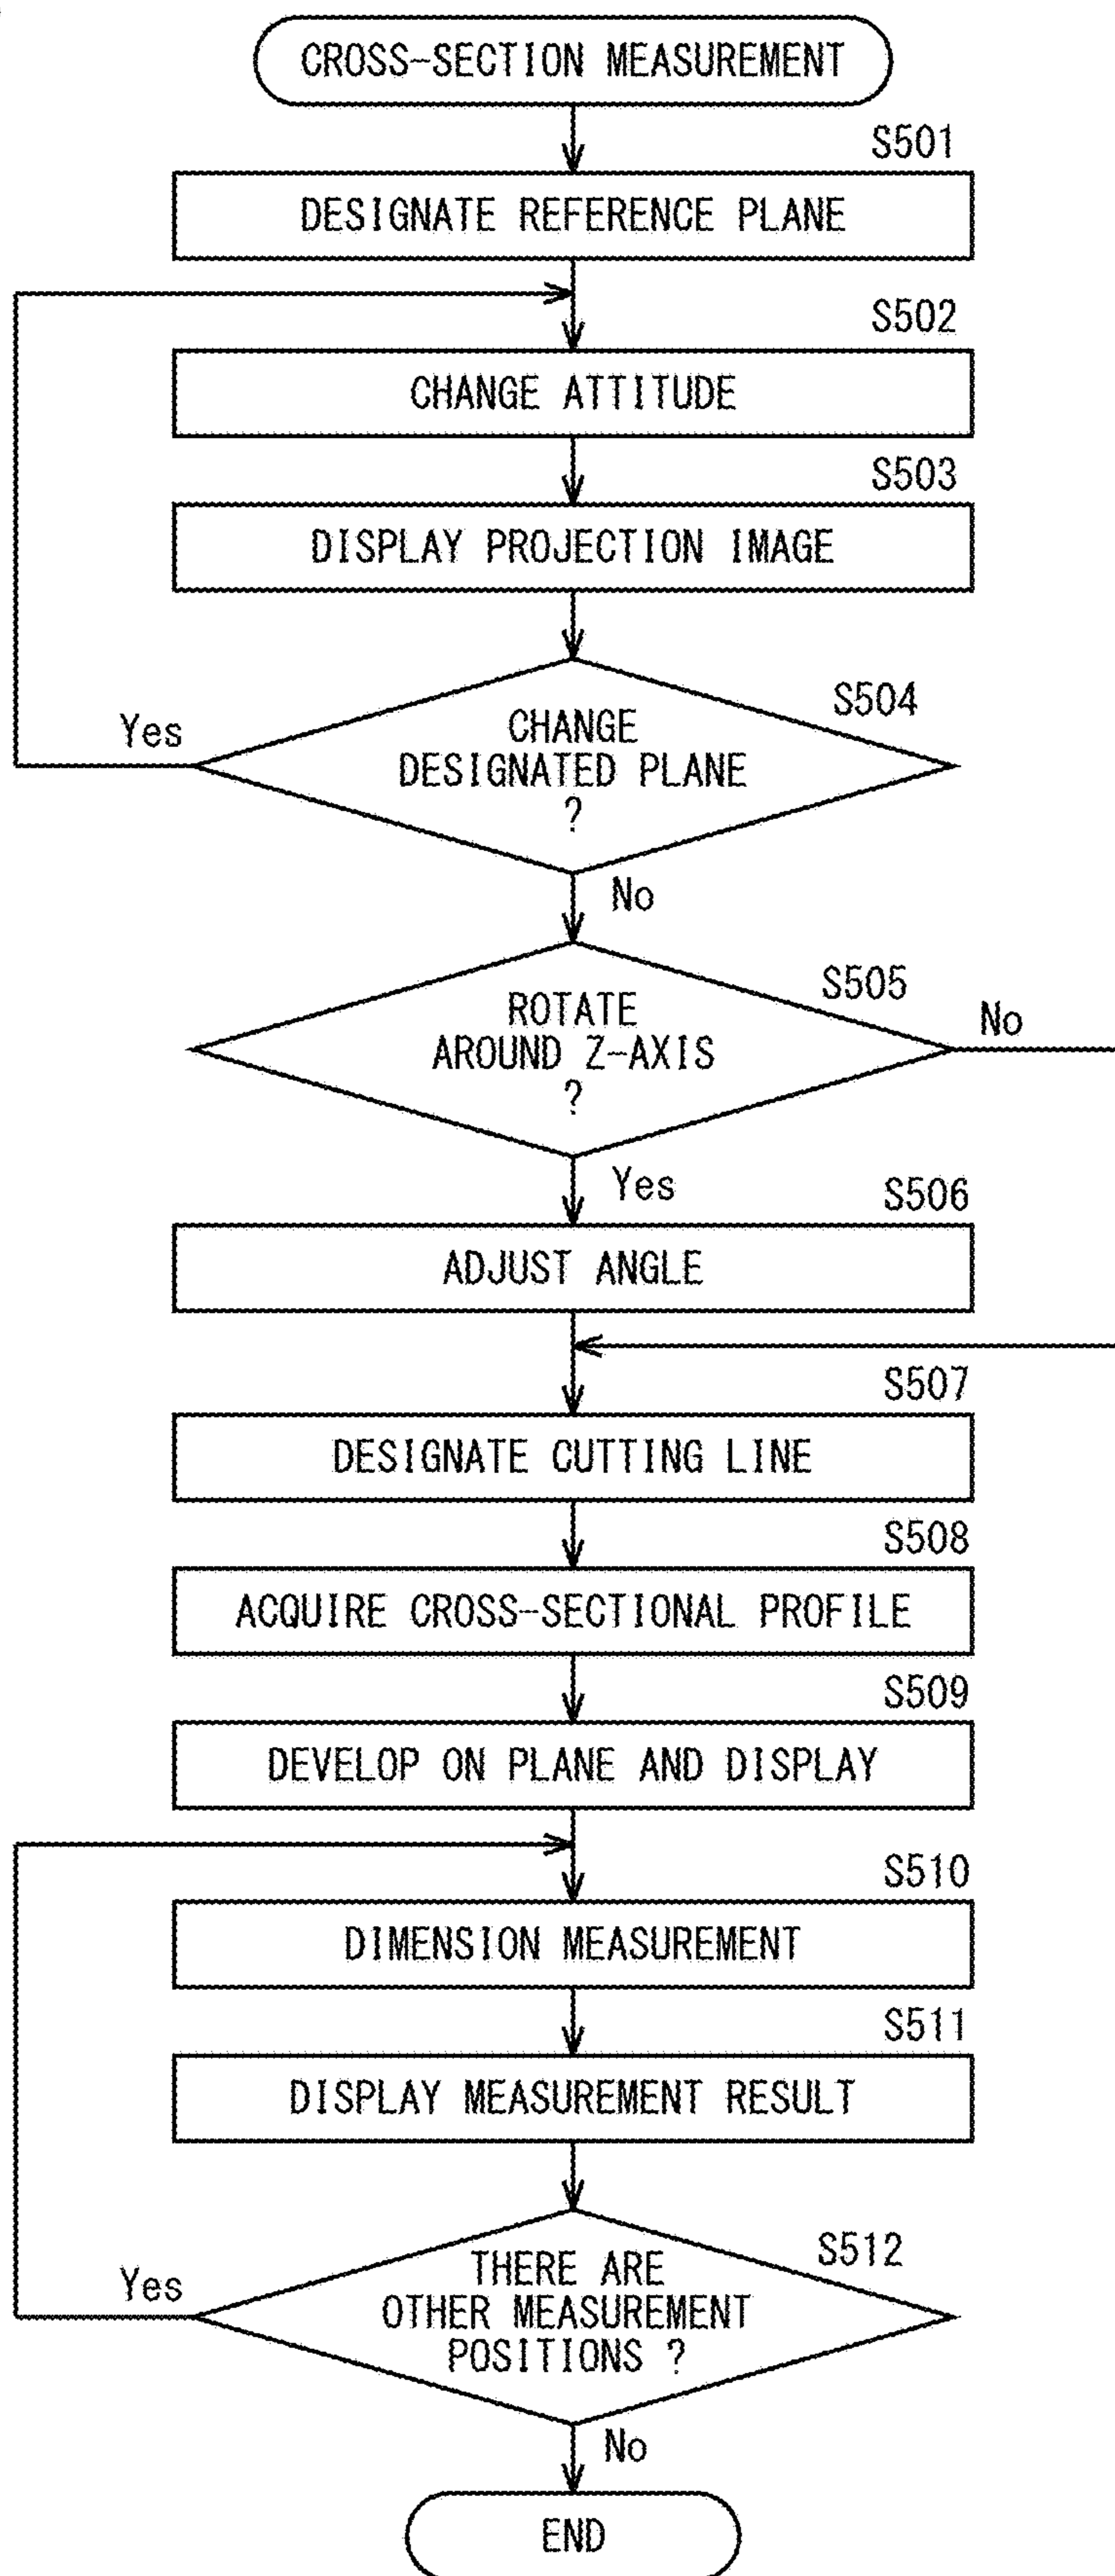 CROSS-SECTION MEASUREMENT
S501
DESIGNATE REFERENCE PLANE
S502
CHANGE ATTITUDE
S503
DISPLAY PROJECTION IMAGE
S504
Yes
CHANGE
DESIGNATED PLANE
?
No
S505
ROTATE
AROUND Z-AXIS
?
No
Yes
S506
ADJUST ANGLE
S507
DESIGNATE CUTTING LINE
S508
ACQUIRE CROSS-SECTIONAL PROFILE
S509
DEVELOP ON PLANE AND DISPLAY
S510
DIMENSION MEASUREMENT
S511
DISPLAY MEASUREMENT RESULT
S512
Yes
THERE ARE
OTHER MEASUREMENT
POSITIONS ?
No
END